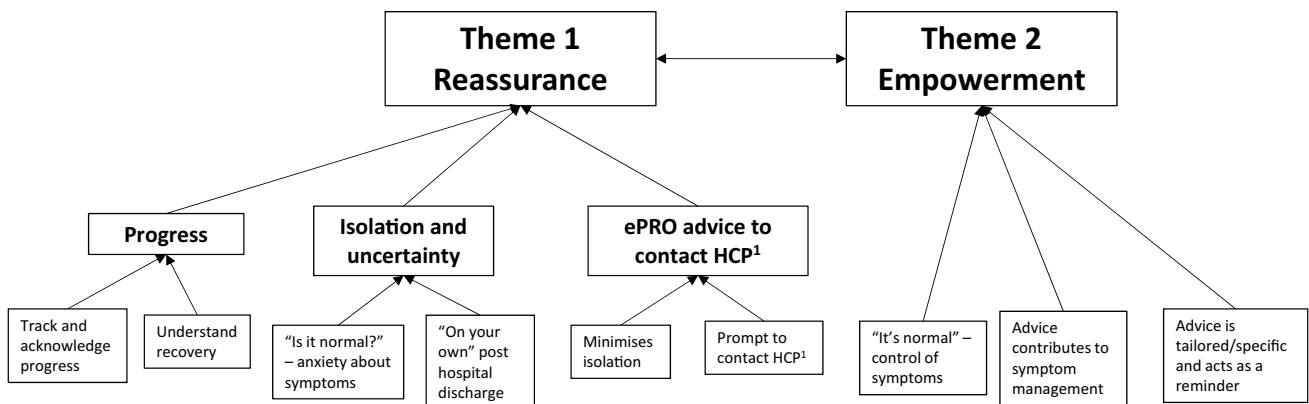 Theme 1
Reassurance
Theme 2
Empowerment
Progress
Isolation and
uncertainty
ePRO advice to
contact HCP¹
Track and
acknowledge
progress
Understand
recovery
“Is it normal?”
– anxiety about
symptoms
“On your
own” post
hospital
discharge
Minimises
isolation
Prompt to
contact HCP¹
“It’s normal” –
control of
symptoms
Advice
contributes to
symptom
management
Advice is
tailored/specific
and acts as a
reminder